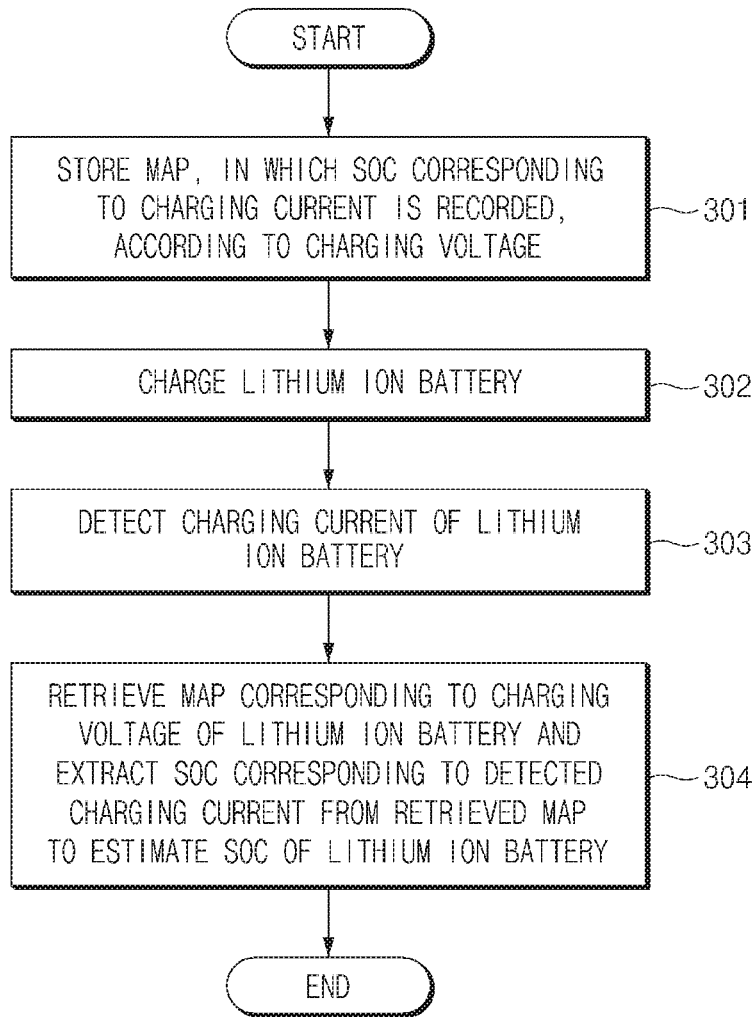 START
STORE MAP, IN WHICH SOC CORRESPONDING
TO CHARGING CURRENT IS RECORDED,
ACCORDING TO CHARGING VOLTAGE
301
CHARGE LITHIUM ION BATTERY
302
DETECT CHARGING CURRENT OF LITHIUM
ION BATTERY
303
RETRIEVE MAP CORRESPONDING TO CHARGING
VOLTAGE OF LITHIUM ION BATTERY AND
EXTRACT SOC CORRESPONDING TO DETECTED
CHARGING CURRENT FROM RETRIEVED MAP
TO ESTIMATE SOC OF LITHIUM ION BATTERY
304
END